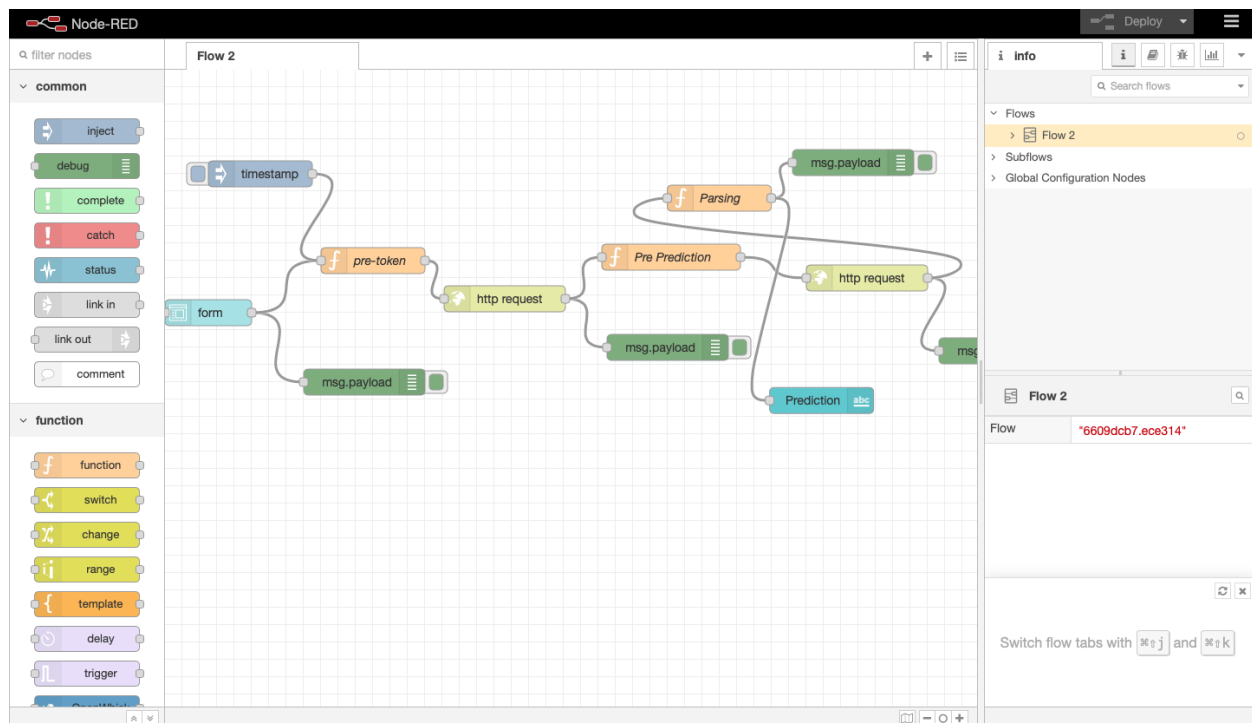 Node-RED
Deploy
filter nodes
common
inject
debug
complete
catch
status
link in
link out
comment
function
function
switch
change
range
template
delay
trigger
Flow 2
timestamp
form
pre-token
msg.payload
http request
Pre Prediction
msg.payload
Parsing
msg.payload
http request
msg
Prediction
abc
i info
i
Search flows
Flows
Flow 2
Subflows
Global Configuration Nodes
Flow 2
Flow "6609dcb7.ece314"
Switch flow tabs with ⌘⇧j and ⌘⇧k